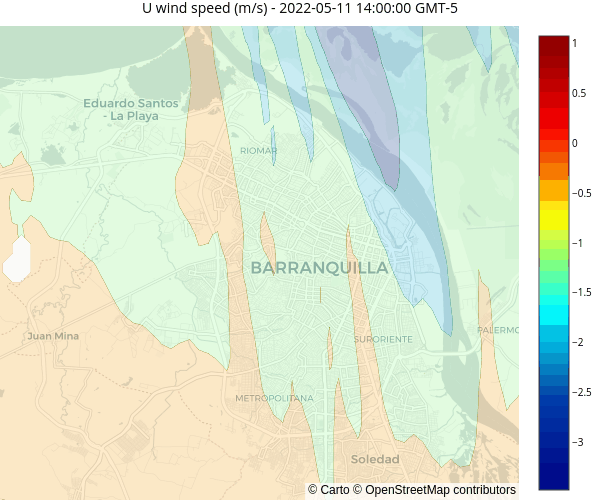 U wind speed (m/s) - 2022-05-11 14:00:00 GMT-5
1
Eduardo Santos
- La Playa
0.5
RIOMAR
0
−0.5
−1
BARRANQUILLA
−1.5
PALERMO
Juan Mina
SURORIENTE
−2
−2.5
METROPOLITANA
−3
Soledad
© Carto © OpenStreetMap contributors